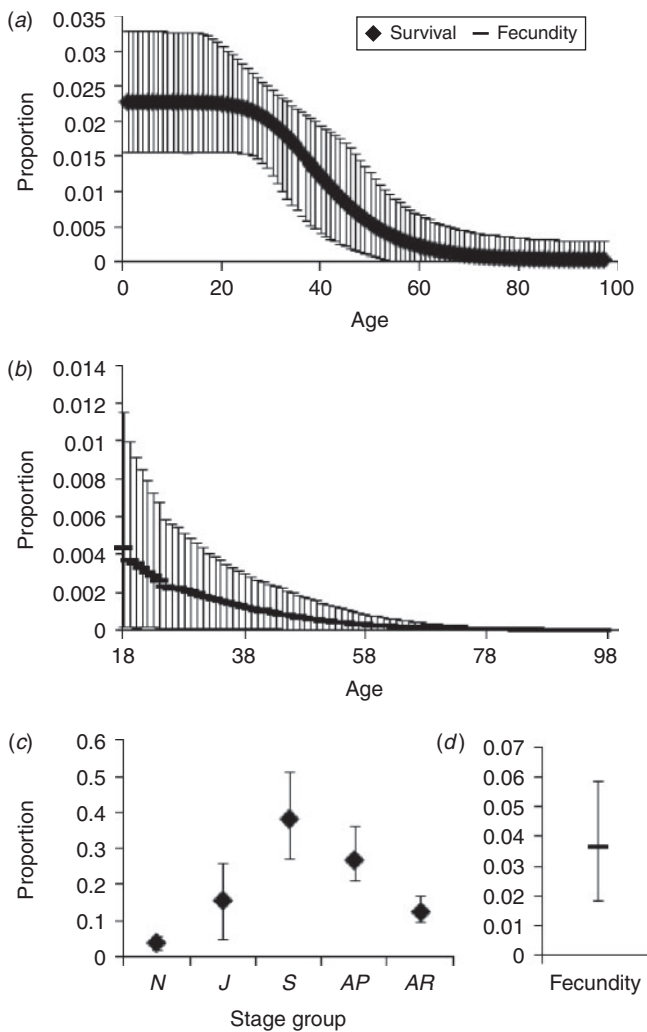 (a)
0.035
0.03
0.025
0.02
0.015
0.01
0.005
0
Proportion
Survival Fecundity
0 20 40 60 80 100
Age
(b)
0.014
0.012
0.01
0.008
0.006
0.004
0.002
0
Proportion
18 38 58 78 98
Age
(c)
0.6
0.5
0.4
0.3
0.2
0.1
0
Proportion
N J S AP AR
Stage group
(d)
0.07
0.06
0.05
0.04
0.03
0.02
0.01
0
Fecundity